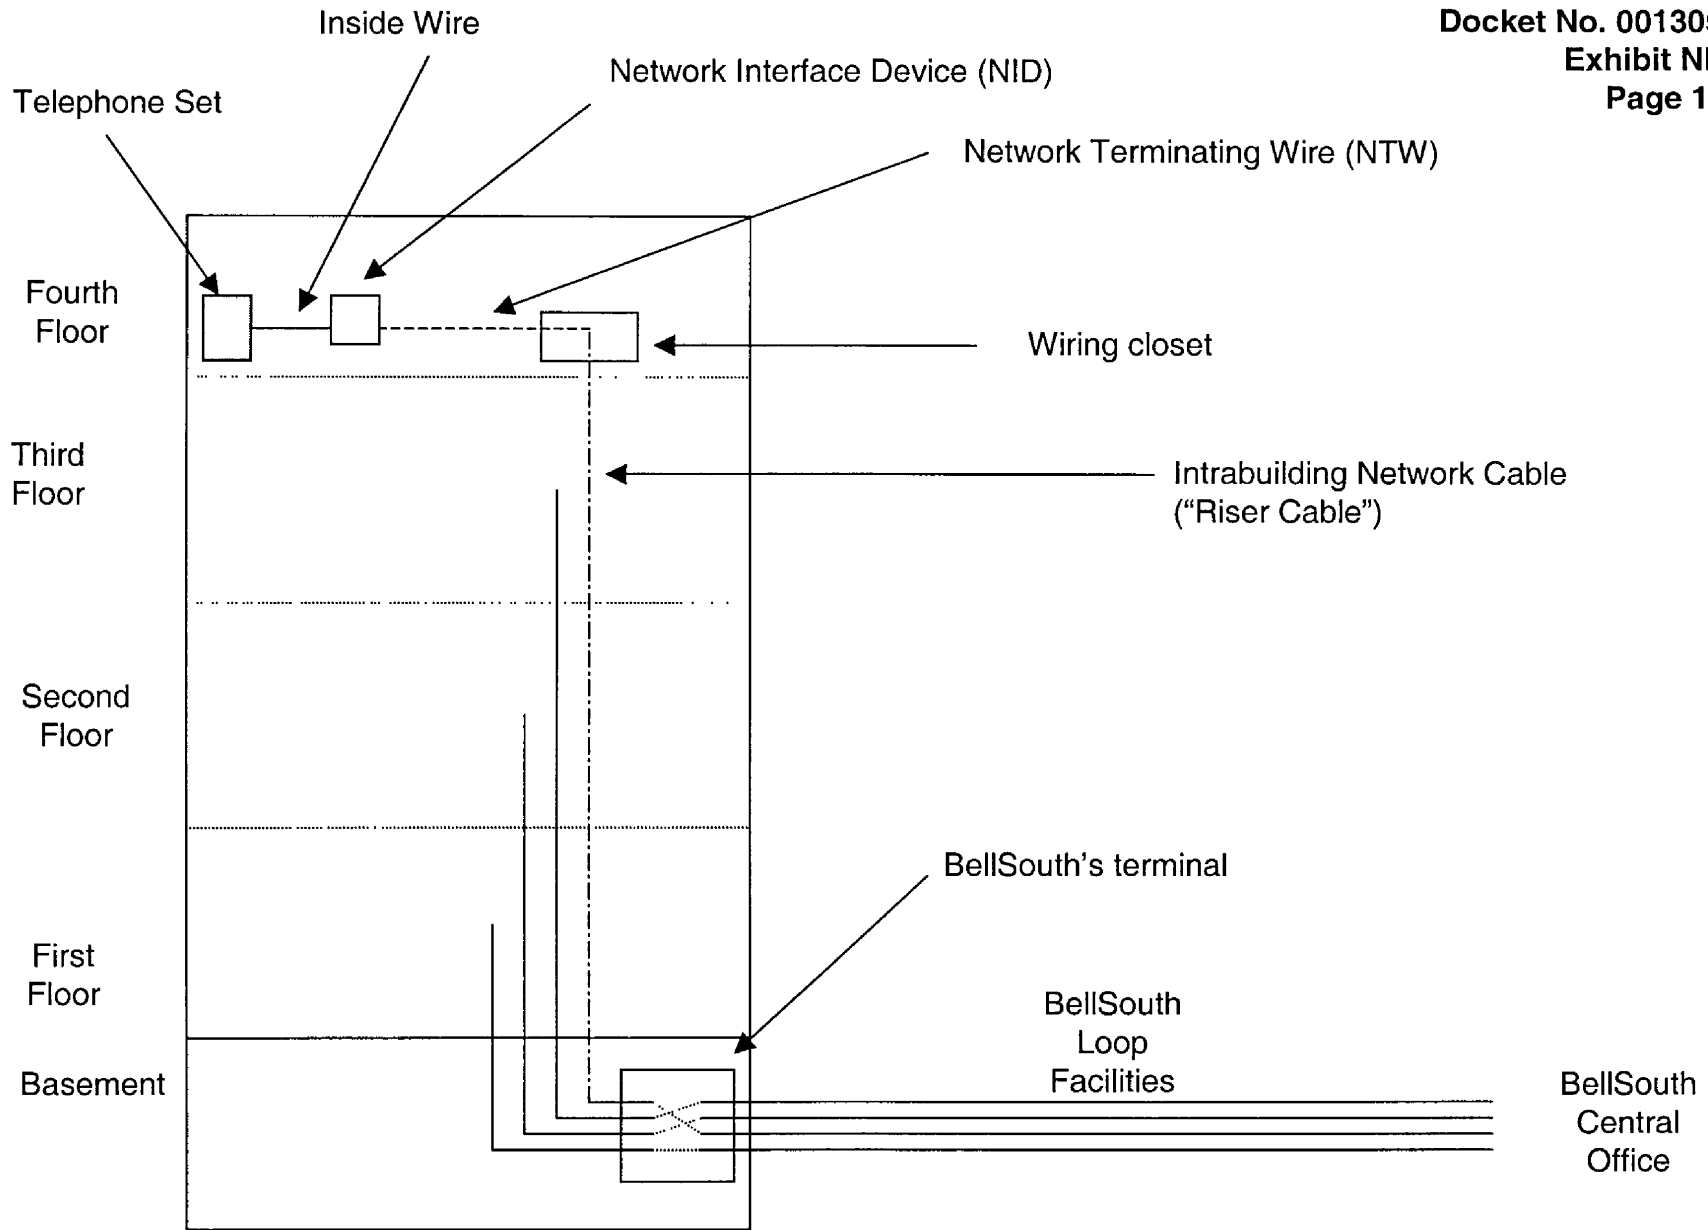 Docket No. 00130
Exhibit
Page 1
Inside Wire
Network Interface Device (NID)
Telephone Set
Network Terminating Wire (NTW)
Fourth
Floor
Wiring closet
Third
Floor
Intrabuilding Network Cable
(“Riser Cable”)
Second
Floor
BellSouth’s terminal
First
Floor
BellSouth
Loop
Facilities
Basement
BellSouth
Central
Office